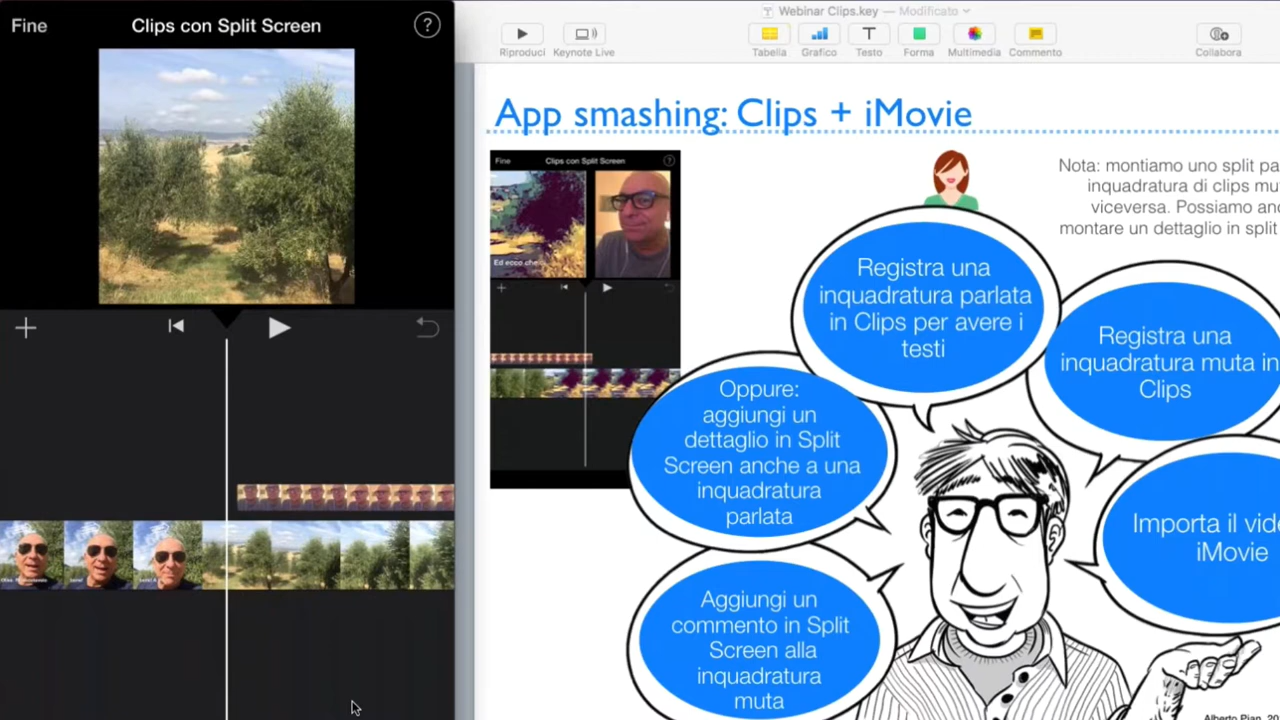 Fine
Clips con Split Screen
?
Webinar Clips.key — Modificato
Riproduci
Keynote Live
Tabella
Grafico
T
Testo
Forma
Multimedia
Commento
Collabora
App smashing: Clips + iMovie
Fine
Clips con Split Screen
?
Ed ecco che
Nota: montiamo uno split pa
inquadratura di clips mu
viceversa. Possiamo an
montare un dettaglio in split
Registra una
inquadratura parlata
in Clips per avere i
testi
Registra una
inquadratura muta in
Clips
Oppure:
aggiungi un
dettaglio in Split
Screen anche a una
inquadratura
parlata
Importa il vide
iMovie
Aggiungi un
commento in Split
Screen alla
inquadratura
muta
Alberto Pian, 20